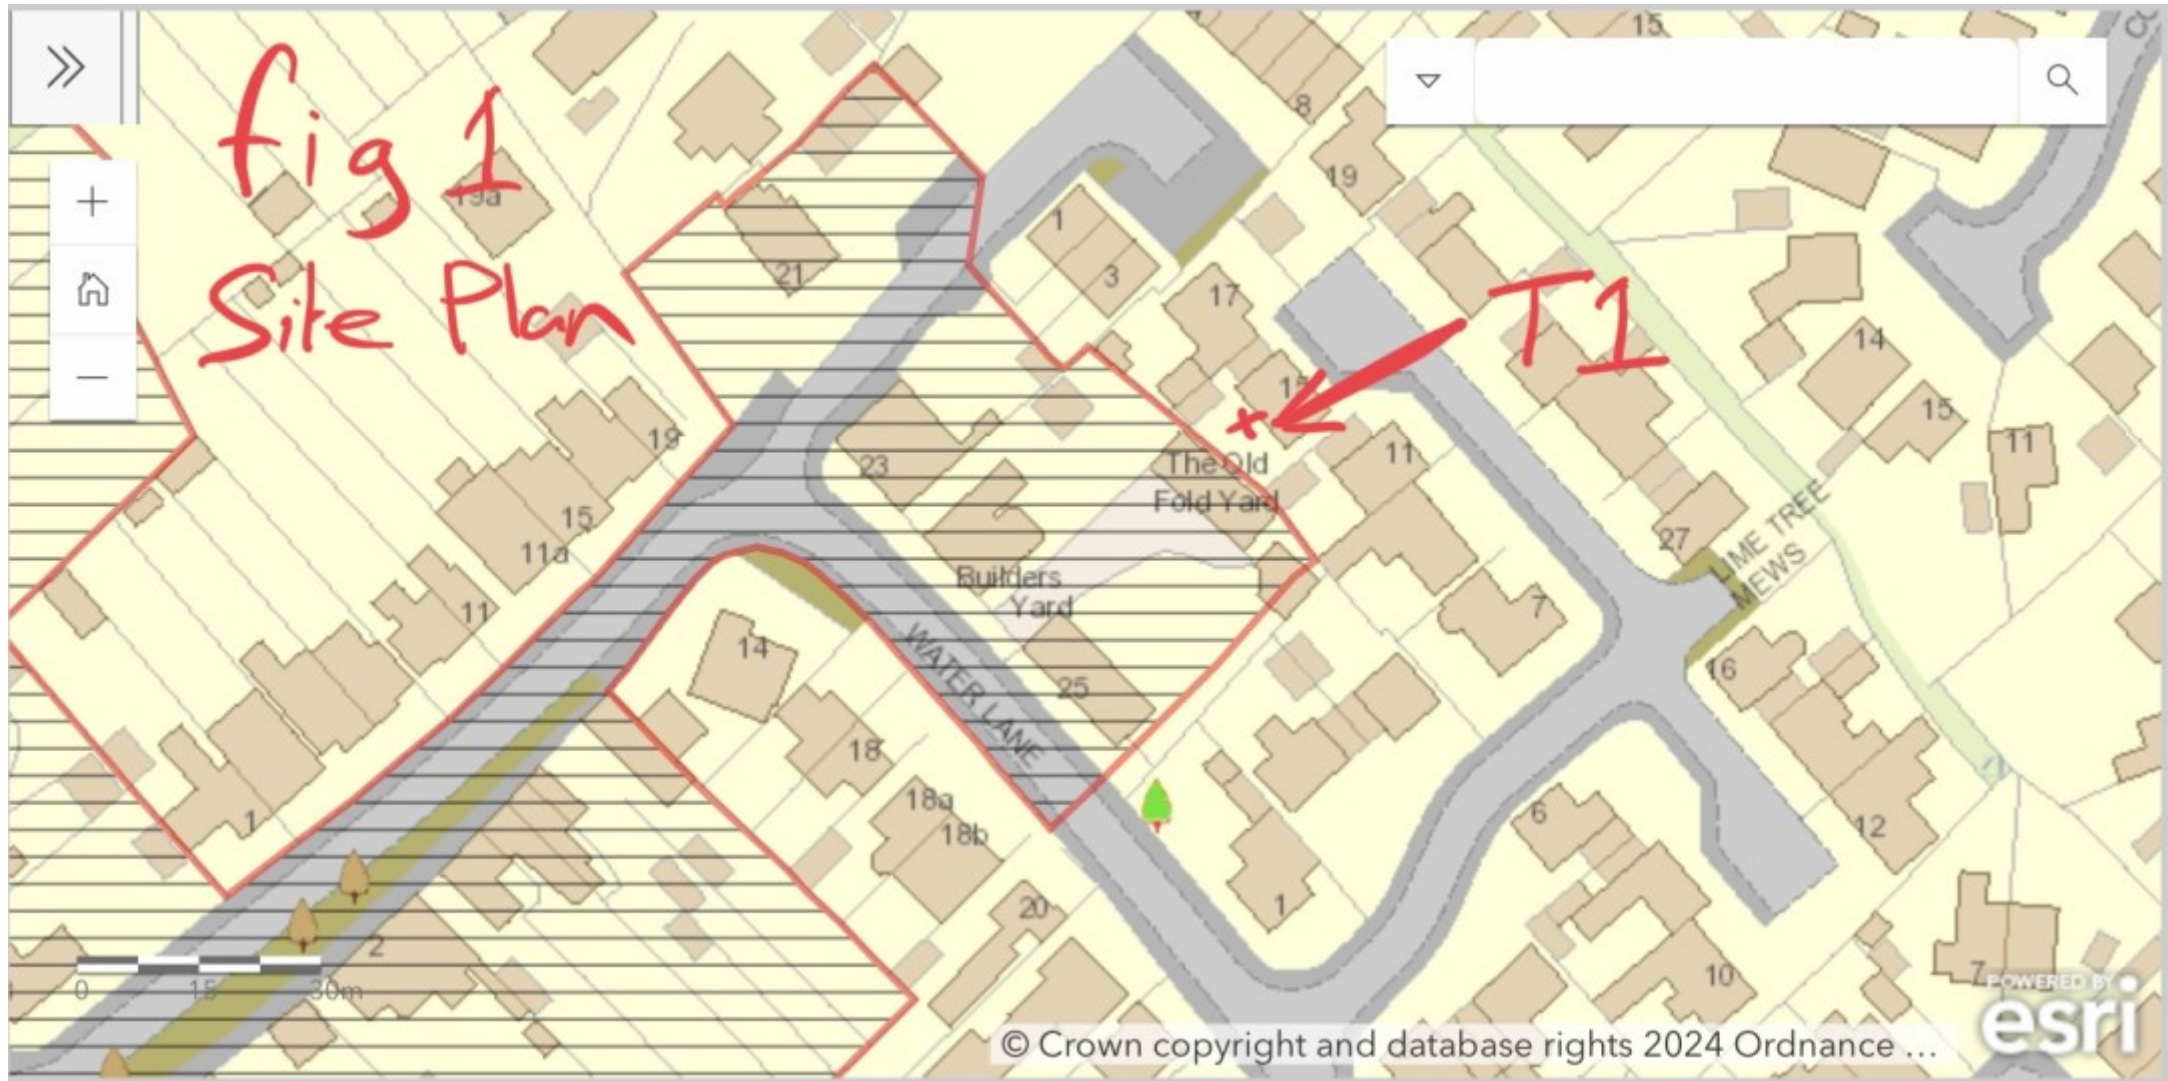 fig 1
Site Plan
T1
19a
21
1
3
8
15
19
17
15
11
14
15
11
23
19
15
11a
11
The Old
Fold Yard
Builders
Yard
27
LIME TREE
MEWS
7
16
14
18
25
WATER LANE
18a
18b
20
1
1
6
12
10
7
2
0 15 30m
© Crown copyright and database rights 2024 Ordnance ...
POWERED BY
esri